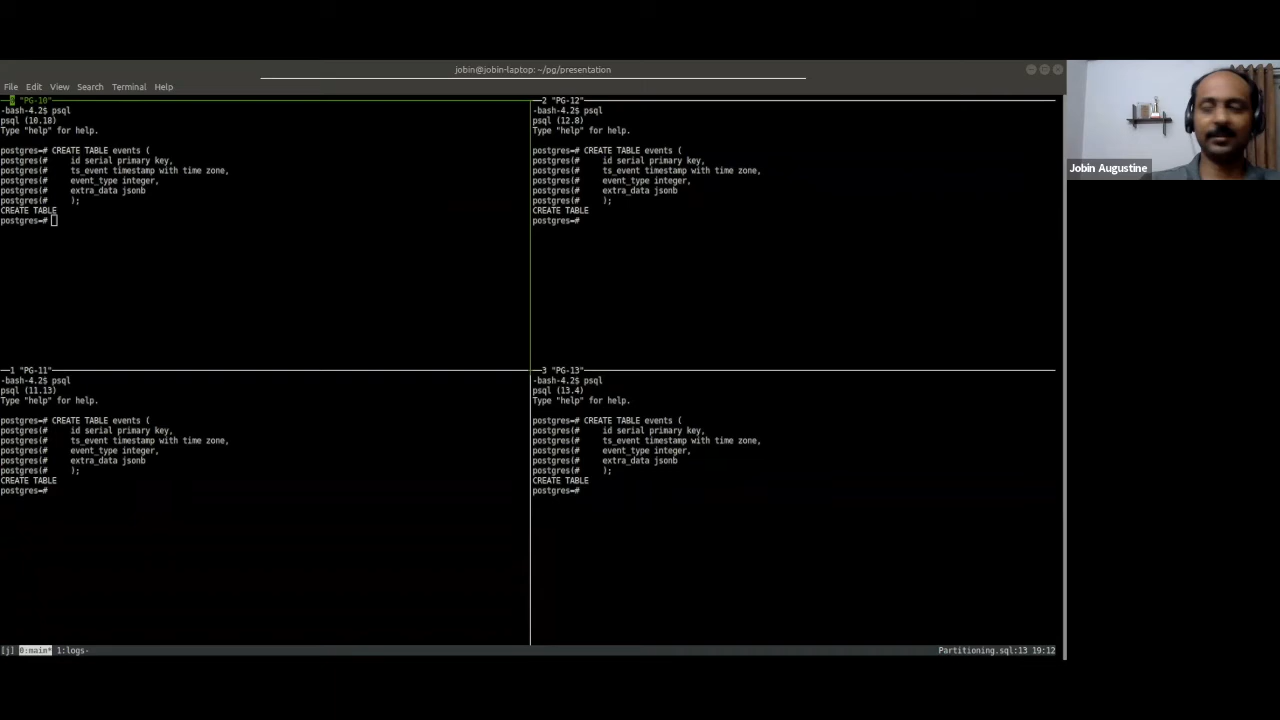 jobin@jobin-laptop: ~/pg/presentation
File Edit View Search Terminal Help
0 "PG-10"
-bash-4.2$ psql
psql (10.18)
Type "help" for help.
postgres=# CREATE TABLE events (
postgres(#     id serial primary key,
postgres(#     ts_event timestamp with time zone,
postgres(#     event_type integer,
postgres(#     extra_data jsonb
postgres(#     );
CREATE TABLE
postgres=#
2 "PG-12"
-bash-4.2$ psql
psql (12.8)
Type "help" for help.
postgres=# CREATE TABLE events (
postgres(#     id serial primary key,
postgres(#     ts_event timestamp with time zone,
postgres(#     event_type integer,
postgres(#     extra_data jsonb
postgres(#     );
CREATE TABLE
postgres=#
1 "PG-11"
-bash-4.2$ psql
psql (11.13)
Type "help" for help.
postgres=# CREATE TABLE events (
postgres(#     id serial primary key,
postgres(#     ts_event timestamp with time zone,
postgres(#     event_type integer,
postgres(#     extra_data jsonb
postgres(#     );
CREATE TABLE
postgres=#
3 "PG-13"
-bash-4.2$ psql
psql (13.4)
Type "help" for help.
postgres=# CREATE TABLE events (
postgres(#     id serial primary key,
postgres(#     ts_event timestamp with time zone,
postgres(#     event_type integer,
postgres(#     extra_data jsonb
postgres(#     );
CREATE TABLE
postgres=#
[j] 0:main* 1:logs-
Partitioning.sql:13 19:12
Jobin Augustine